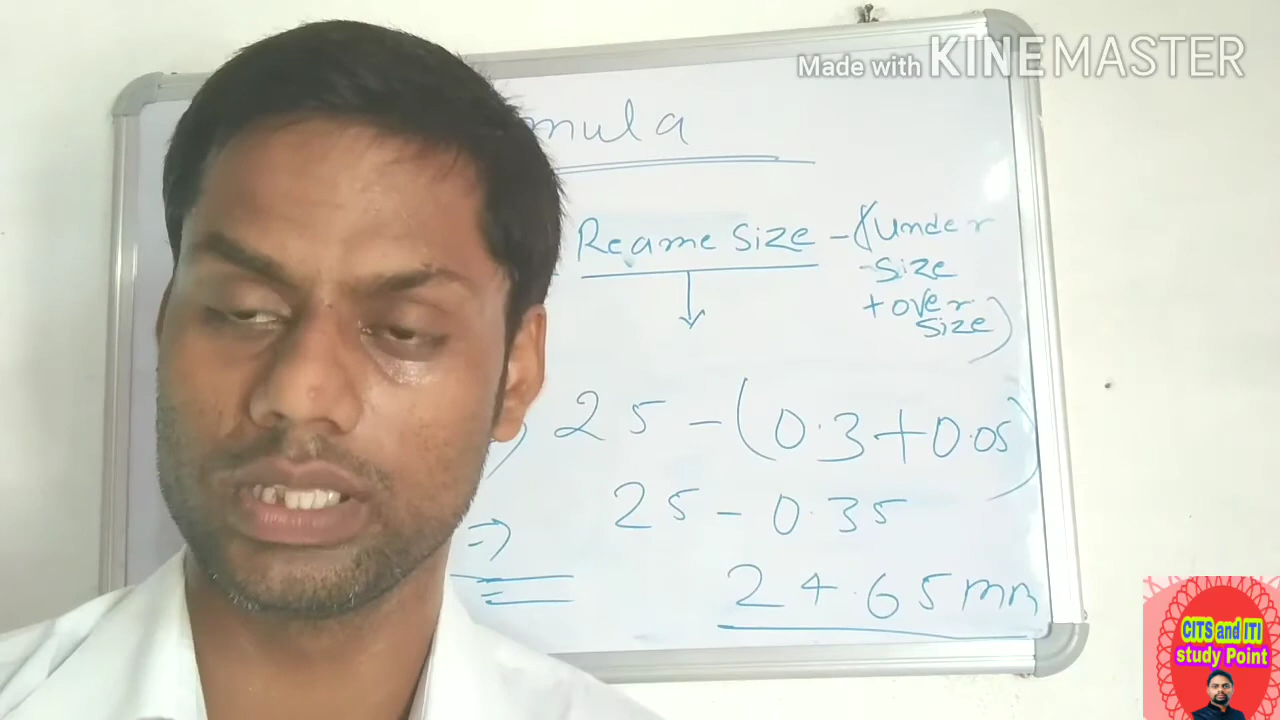 Made with KINEMASTER
mula
Reame Size - (Under
Size
+ over
Size)
25 - (0.3+0.05)
25 - 0.35
⇒
24.65 mm
CITS and ITI
study Point